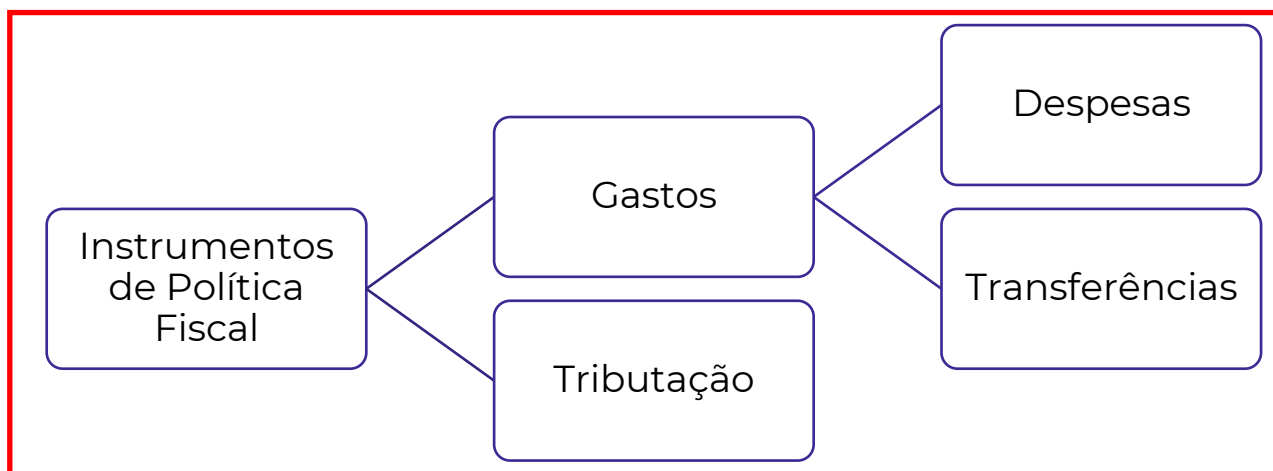 Instrumentos
de Política
Fiscal
Gastos
Tributação
Despesas
Transferências